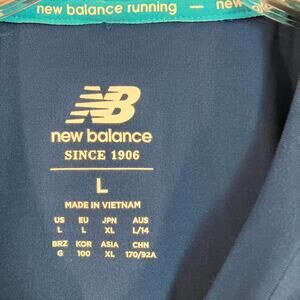 new balance running — new
NB
new balance
SINCE 1906
L
MADE IN VIETNAM
US EU JPN AUS
L L XL L/14
BRZ KOR ASIA CHN
G 100 XL 170/92A